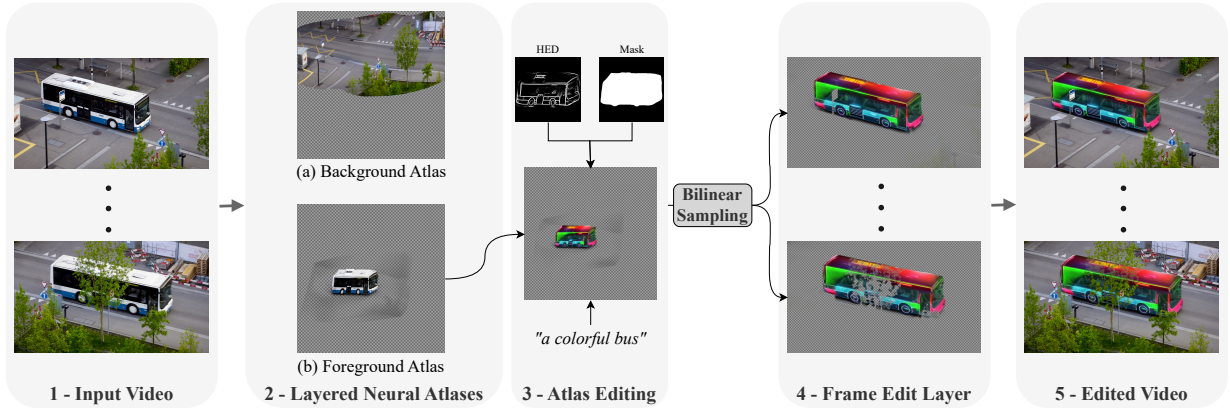 HED
Mask
(a) Background Atlas
(b) Foreground Atlas
"a colorful bus"
Bilinear
Sampling
1 - Input Video
2 - Layered Neural Atlases
3 - Atlas Editing
4 - Frame Edit Layer
5 - Edited Video